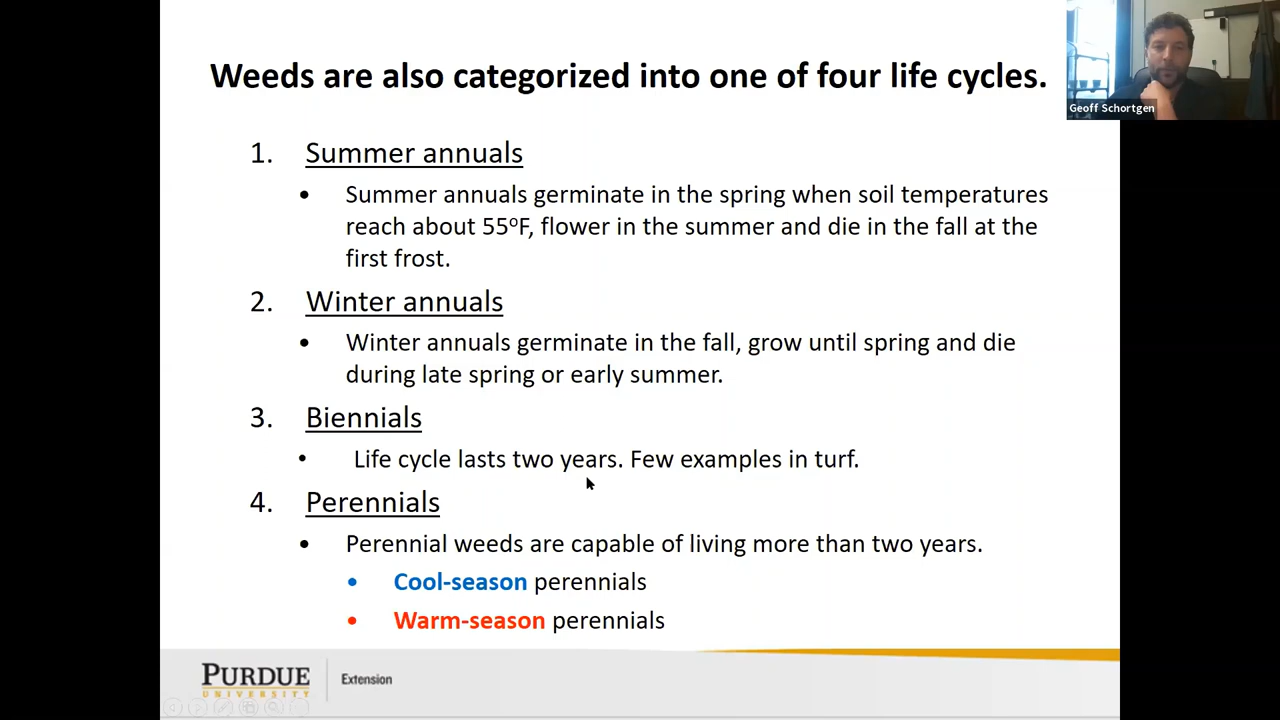 Weeds are also categorized into one of four life cycles.
Geoff Schortgen
1. Summer annuals
• Summer annuals germinate in the spring when soil temperatures
reach about 55ºF, flower in the summer and die in the fall at the
first frost.
2. Winter annuals
• Winter annuals germinate in the fall, grow until spring and die
during late spring or early summer.
3. Biennials
• Life cycle lasts two years. Few examples in turf.
4. Perennials
• Perennial weeds are capable of living more than two years.
• Cool-season perennials
• Warm-season perennials
PURDUE
UNIVERSITY
Extension